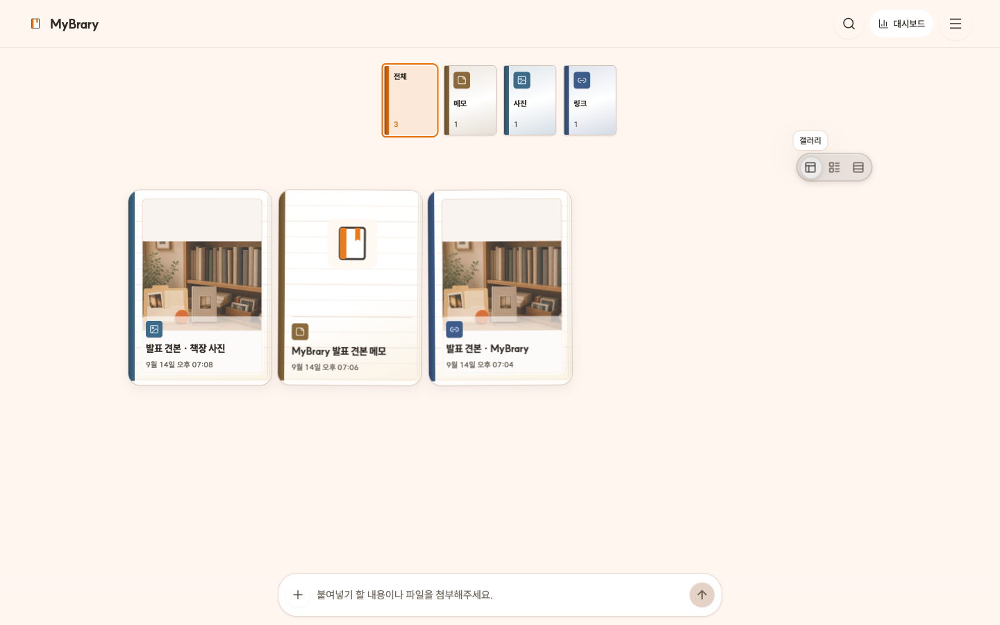 MyBrary
대시보드
전체
3
메모
1
사진
1
링크
1
갤러리
발표 견본 · 책장 사진
9월 14일 오후 07:08
MyBrary 발표 견본 메모
9월 14일 오후 07:06
발표 견본 · MyBrary
9월 14일 오후 07:04
붙여넣기 할 내용이나 파일을 첨부해주세요.